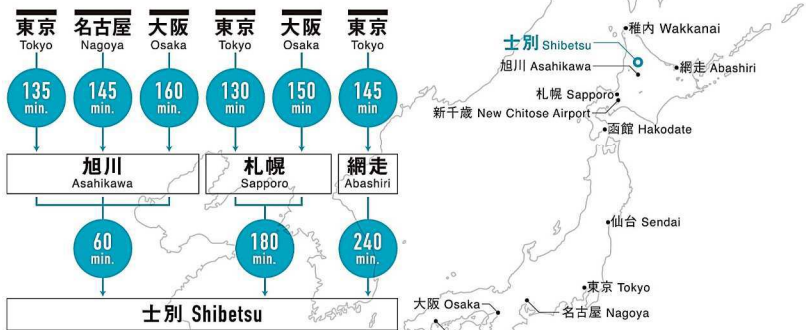 東京
Tokyo
名古屋
Nagoya
大阪
Osaka
東京
Tokyo
大阪
Osaka
東京
Tokyo
135
min.
145
min.
160
min.
130
min.
150
min.
145
min.
旭川
Asahikawa
札幌
Sapporo
網走
Abashiri
60
min.
180
min.
240
min.
士別 Shibetsu
稚内 Wakkanai
士別 Shibetsu
旭川 Asahikawa
網走 Abashiri
札幌 Sapporo
新千歳 New Chitose Airport
函館 Hakodate
仙台 Sendai
東京 Tokyo
大阪 Osaka
名古屋 Nagoya